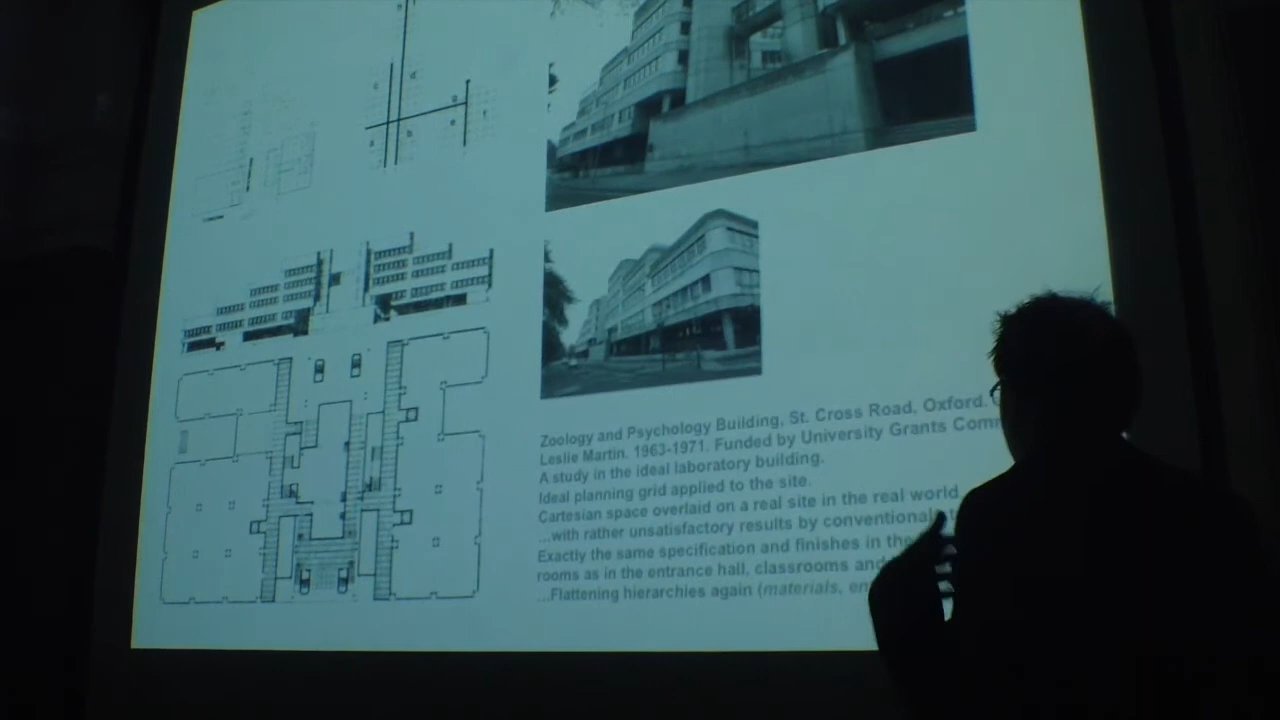 Zoology and Psychology Building, St. Cross Road, Oxford.
Leslie Martin. 1963-1971. Funded by University Grants Comm
A study in the ideal laboratory building.
Ideal planning grid applied to the site.
Cartesian space overlaid on a real site in the real world
...with rather unsatisfactory results by conventional
Exactly the same specification and finishes in the
rooms as in the entrance hall, classrooms and
...Flattening hierarchies again (materials, en